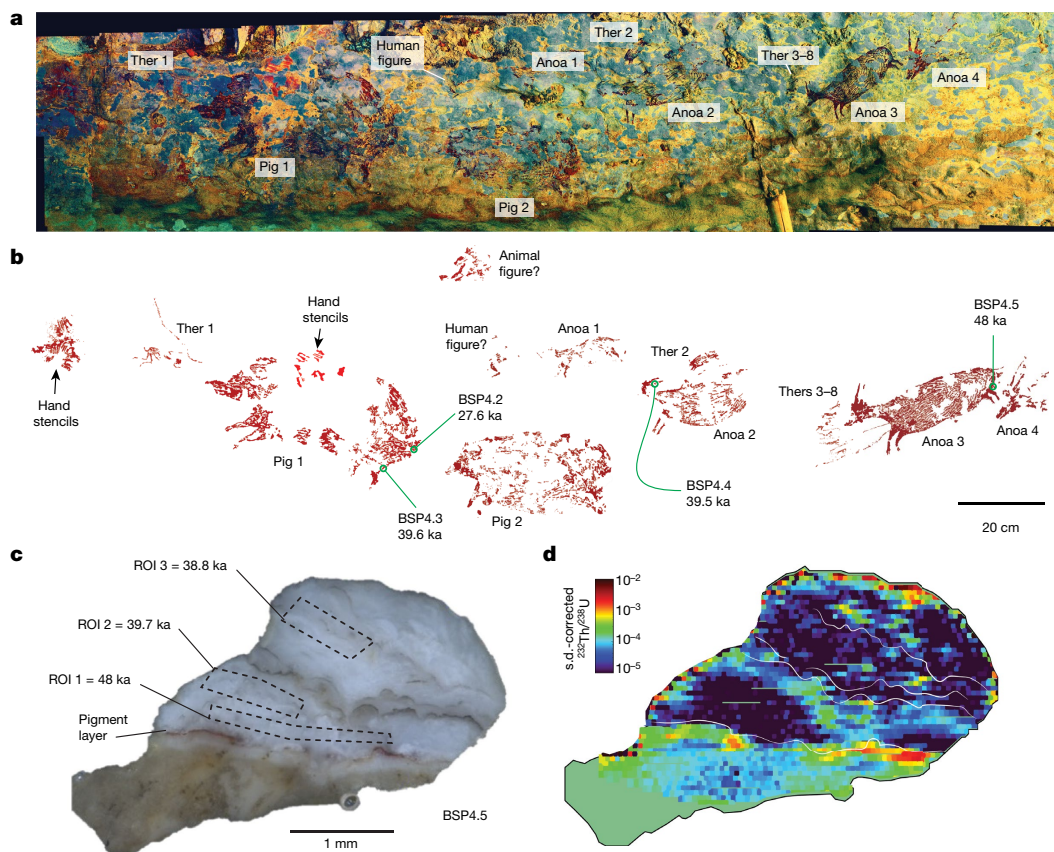 a
Ther 1
Human
figure
Anoa 1
Ther 2
Anoa 2
Ther 3–8
Anoa 3
Anoa 4
Pig 1
Pig 2
b
Animal
figure?
Hand
stencils
Ther 1
Hand
stencils
Human
figure?
Anoa 1
Ther 2
BSP4.5
48 ka
Thers 3–8
Anoa 3
Anoa 4
Anoa 2
BSP4.2
27.6 ka
Pig 1
BSP4.3
39.6 ka
Pig 2
BSP4.4
39.5 ka
20 cm
c
ROI 3 = 38.8 ka
ROI 2 = 39.7 ka
ROI 1 = 48 ka
Pigment
layer
1 mm
BSP4.5
d
s.d.-corrected
²³²Th/²³⁸U
10⁻²
10⁻³
10⁻⁴
10⁻⁵